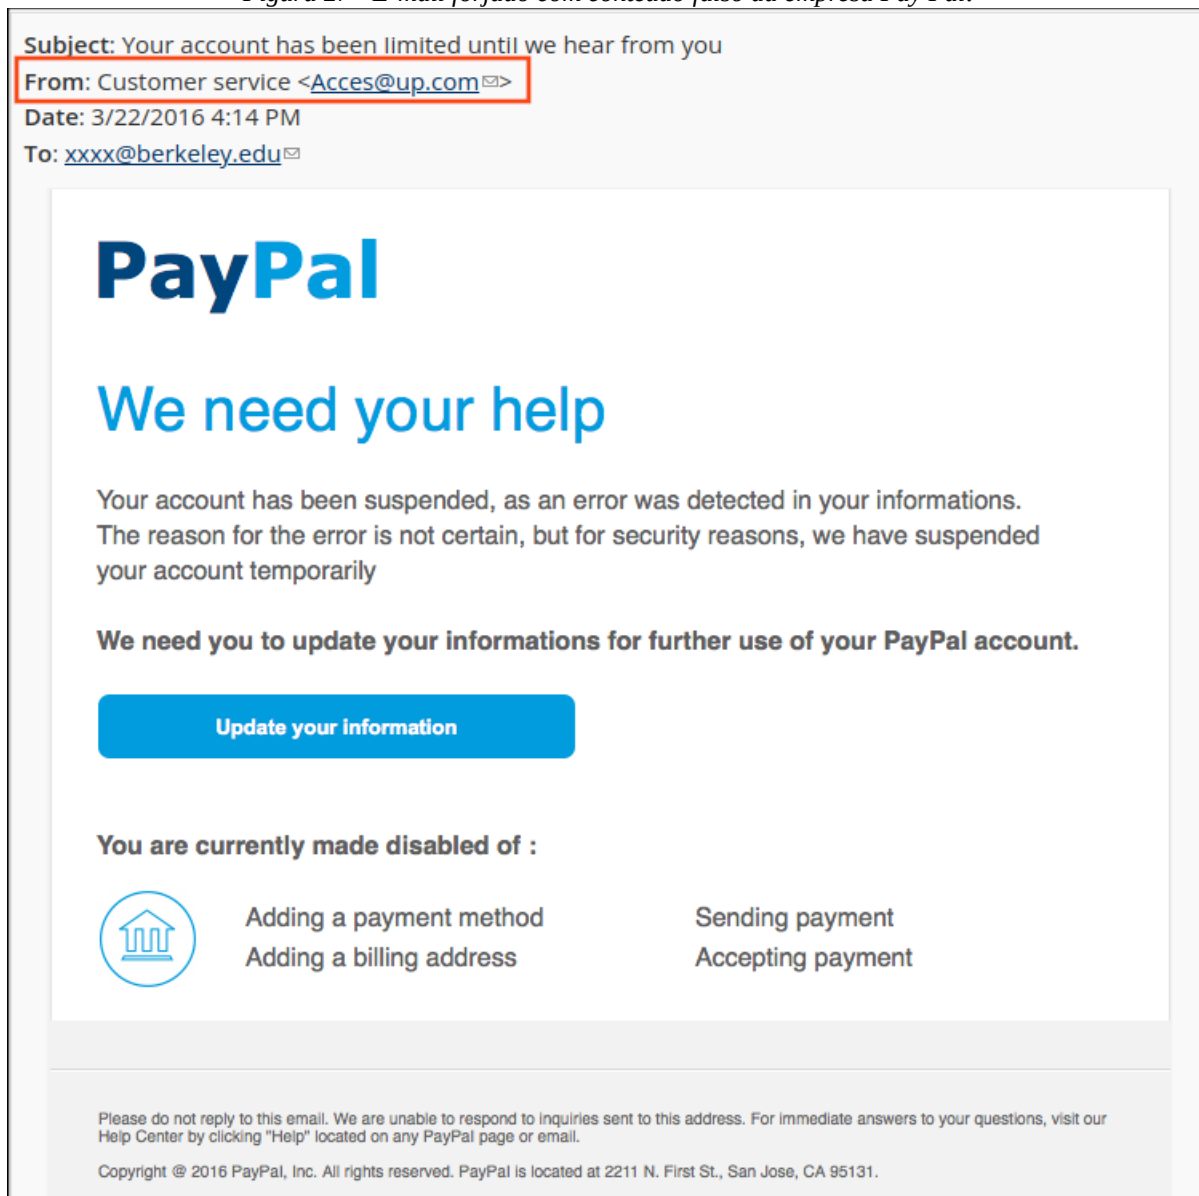 Subject: Your account has been limited until we hear from you
From: Customer service <Acces@up.com>
Date: 3/22/2016 4:14 PM
To: xxxx@berkeley.edu
PayPal
We need your help
Your account has been suspended, as an error was detected in your informations.
The reason for the error is not certain, but for security reasons, we have suspended
your account temporarily
We need you to update your informations for further use of your PayPal account.
Update your information
You are currently made disabled of :
Adding a payment method
Sending payment
Adding a billing address
Accepting payment
Please do not reply to this email. We are unable to respond to inquiries sent to this address. For immediate answers to your questions, visit our
Help Center by clicking "Help" located on any PayPal page or email.
Copyright @ 2016 PayPal, Inc. All rights reserved. PayPal is located at 2211 N. First St., San Jose, CA 95131.